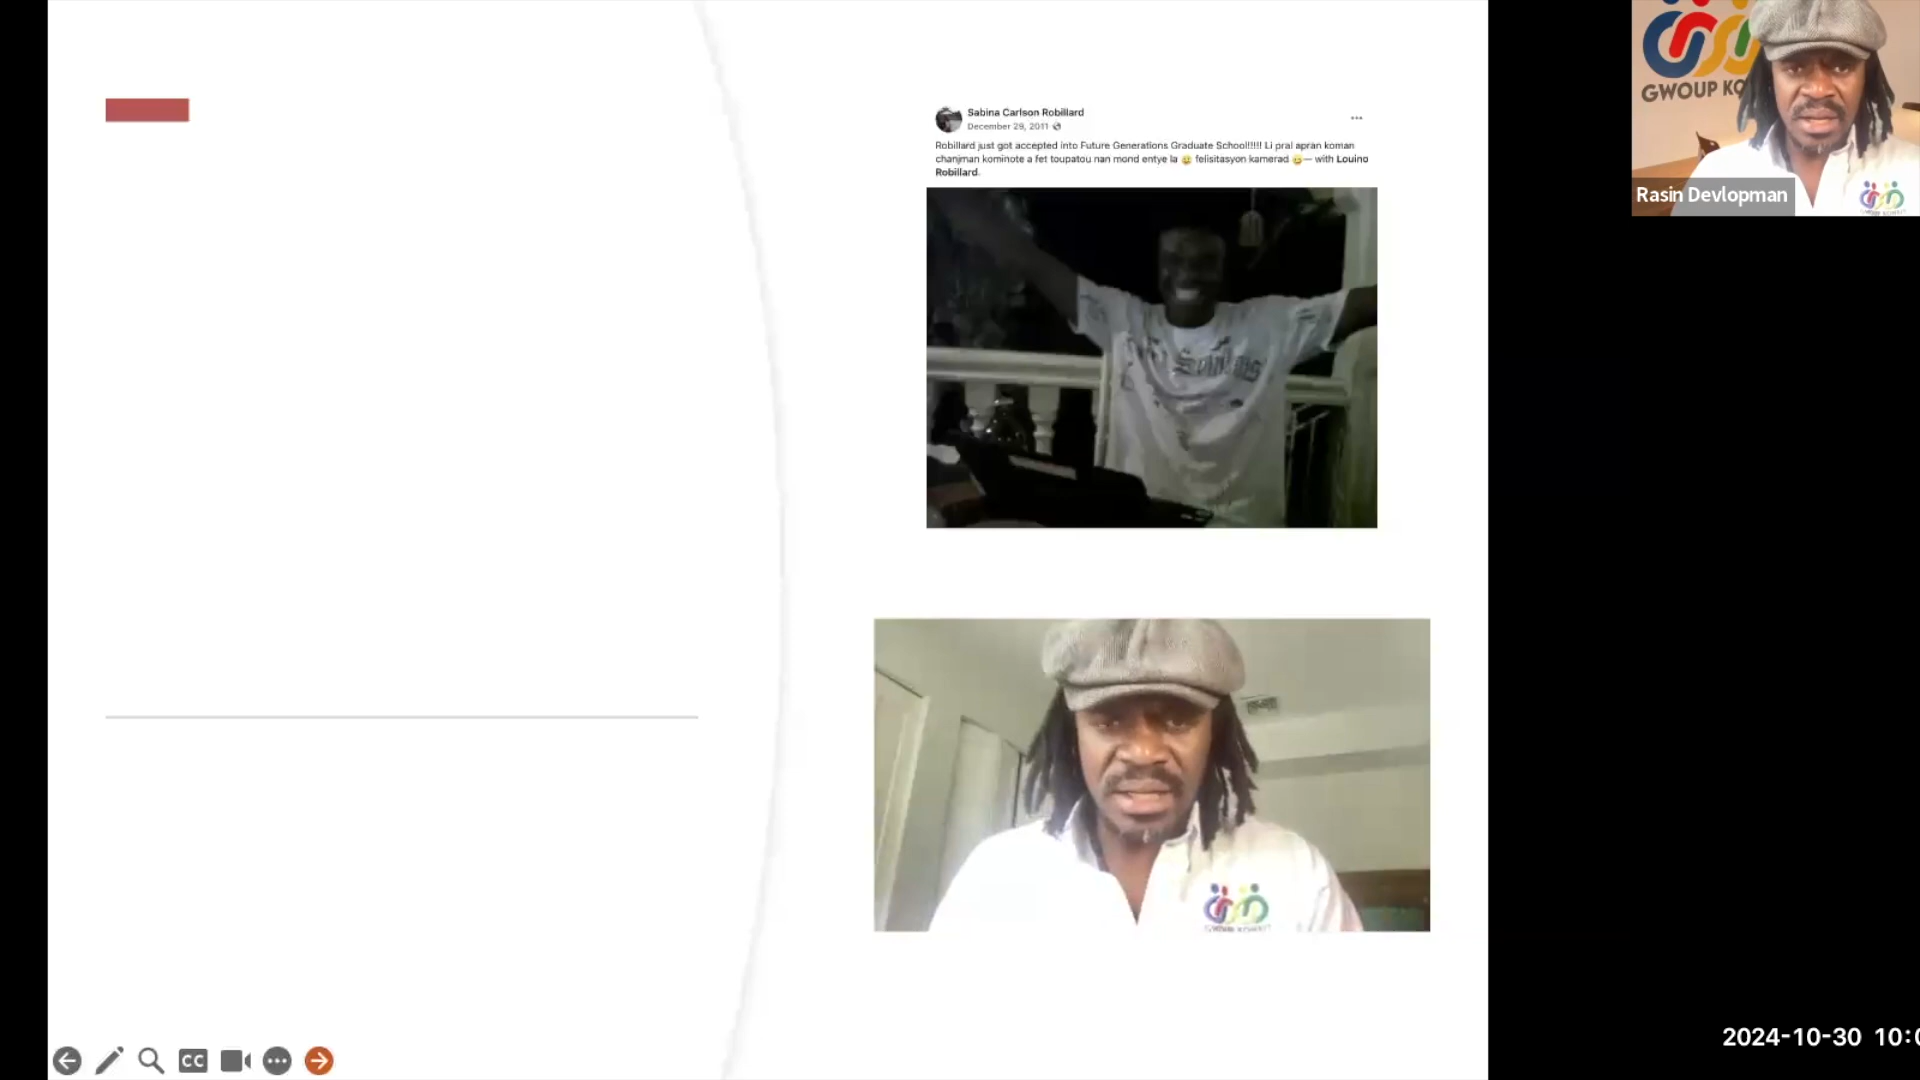 Sabina Carlson Robillard
December 29, 2011
Robillard just got accepted into Future Generations Graduate School!!!!! Li pral apran koman
chanjman kominote a fet toupatou nan mond entye la 😀 felisitasyon kamerad 😀— with Louino
Robillard.
GWOUP KO
Rasin Devlopman
CC
2024-10-30 10:0